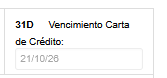 31D Vencimiento Carta
de Crédito:
21/10/26